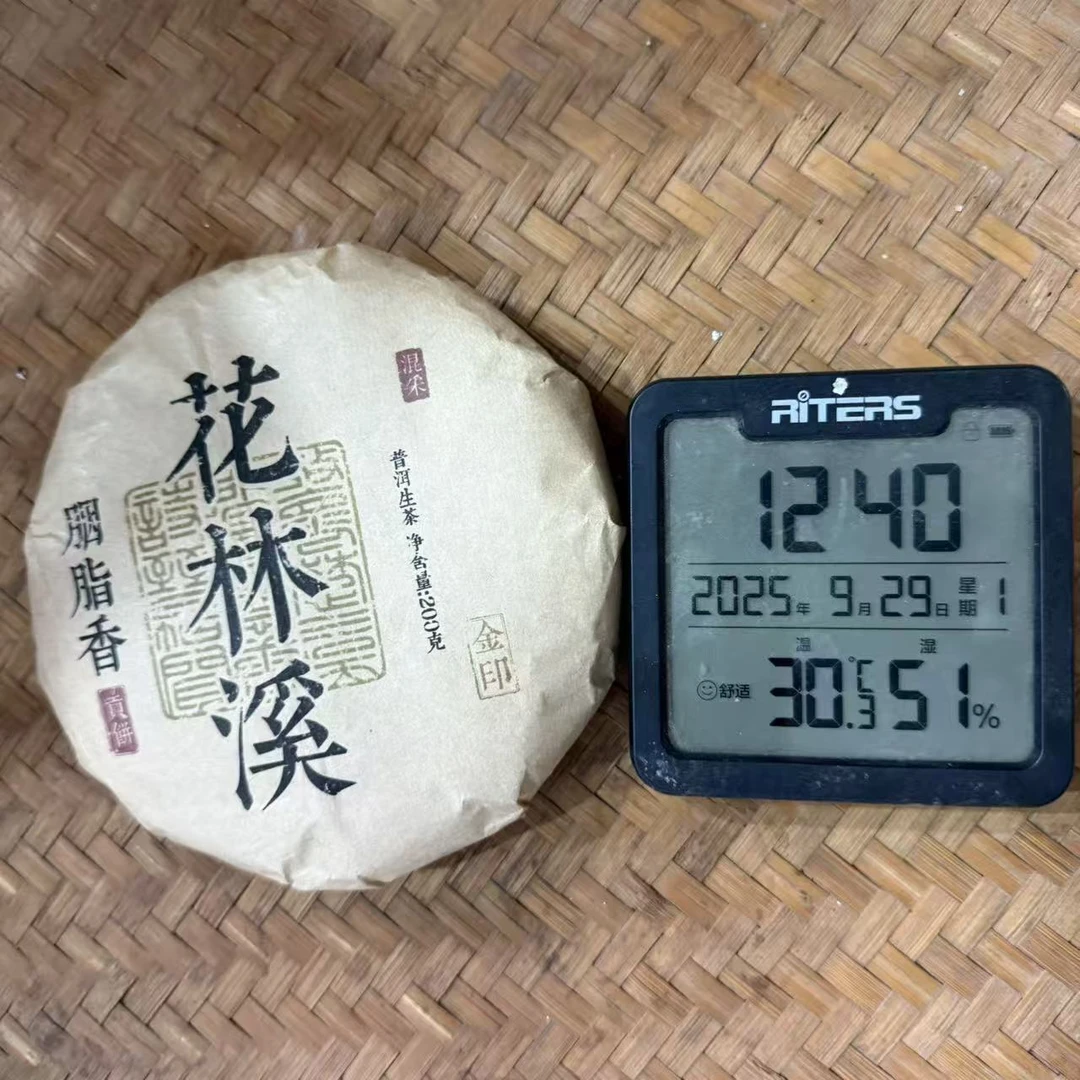 花林溪
胭脂香
貢餅
混采
普洱生茶 净含量:200克
金印
RITERS
12 40
2025年 9月29日 星期1
温 湿
舒适 30.3℃ 51%